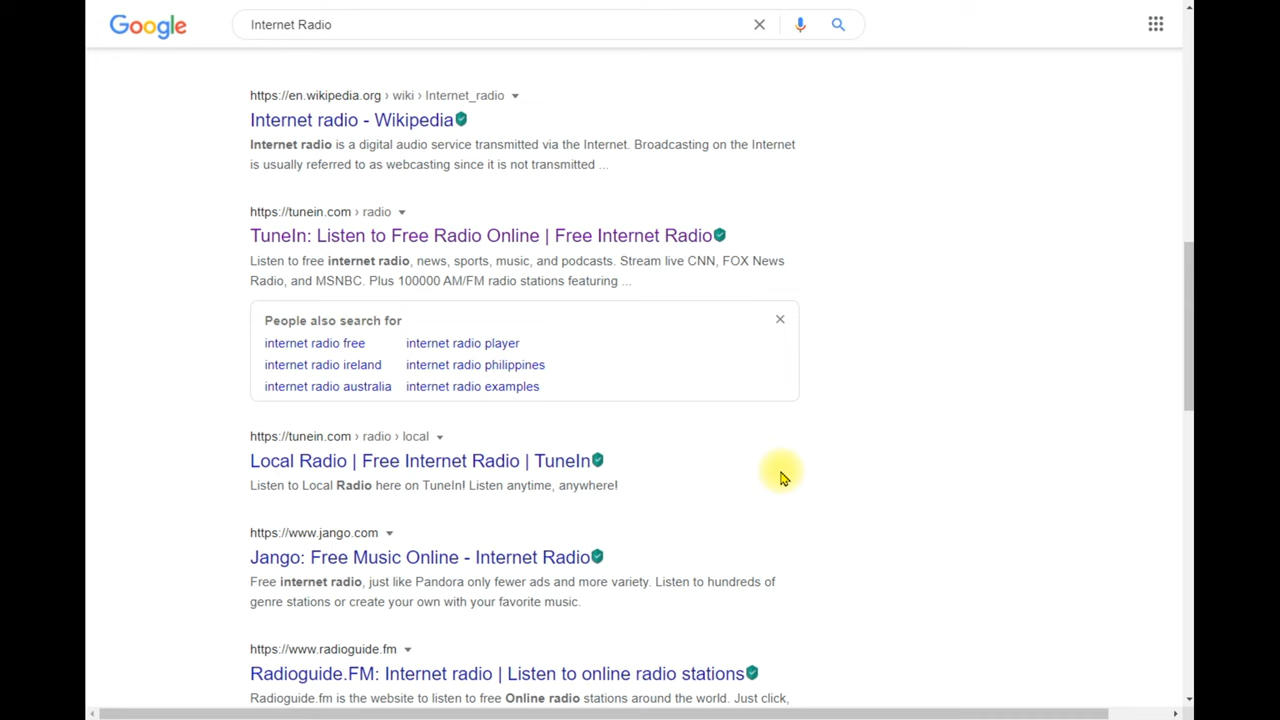 Google
Internet Radio
https://en.wikipedia.org › wiki › Internet_radio
Internet radio - Wikipedia
Internet radio is a digital audio service transmitted via the Internet. Broadcasting on the Internet
is usually referred to as webcasting since it is not transmitted ...
https://tunein.com › radio
TuneIn: Listen to Free Radio Online | Free Internet Radio
Listen to free internet radio, news, sports, music, and podcasts. Stream live CNN, FOX News
Radio, and MSNBC. Plus 100000 AM/FM radio stations featuring ...
People also search for
internet radio free internet radio player
internet radio ireland internet radio philippines
internet radio australia internet radio examples
https://tunein.com › radio › local
Local Radio | Free Internet Radio | TuneIn
Listen to Local Radio here on TuneIn! Listen anytime, anywhere!
https://www.jango.com
Jango: Free Music Online - Internet Radio
Free internet radio, just like Pandora only fewer ads and more variety. Listen to hundreds of
genre stations or create your own with your favorite music.
https://www.radioguide.fm
Radioguide.FM: Internet radio | Listen to online radio stations
Radioguide.fm is the website to listen to free Online radio stations around the world. Just click,